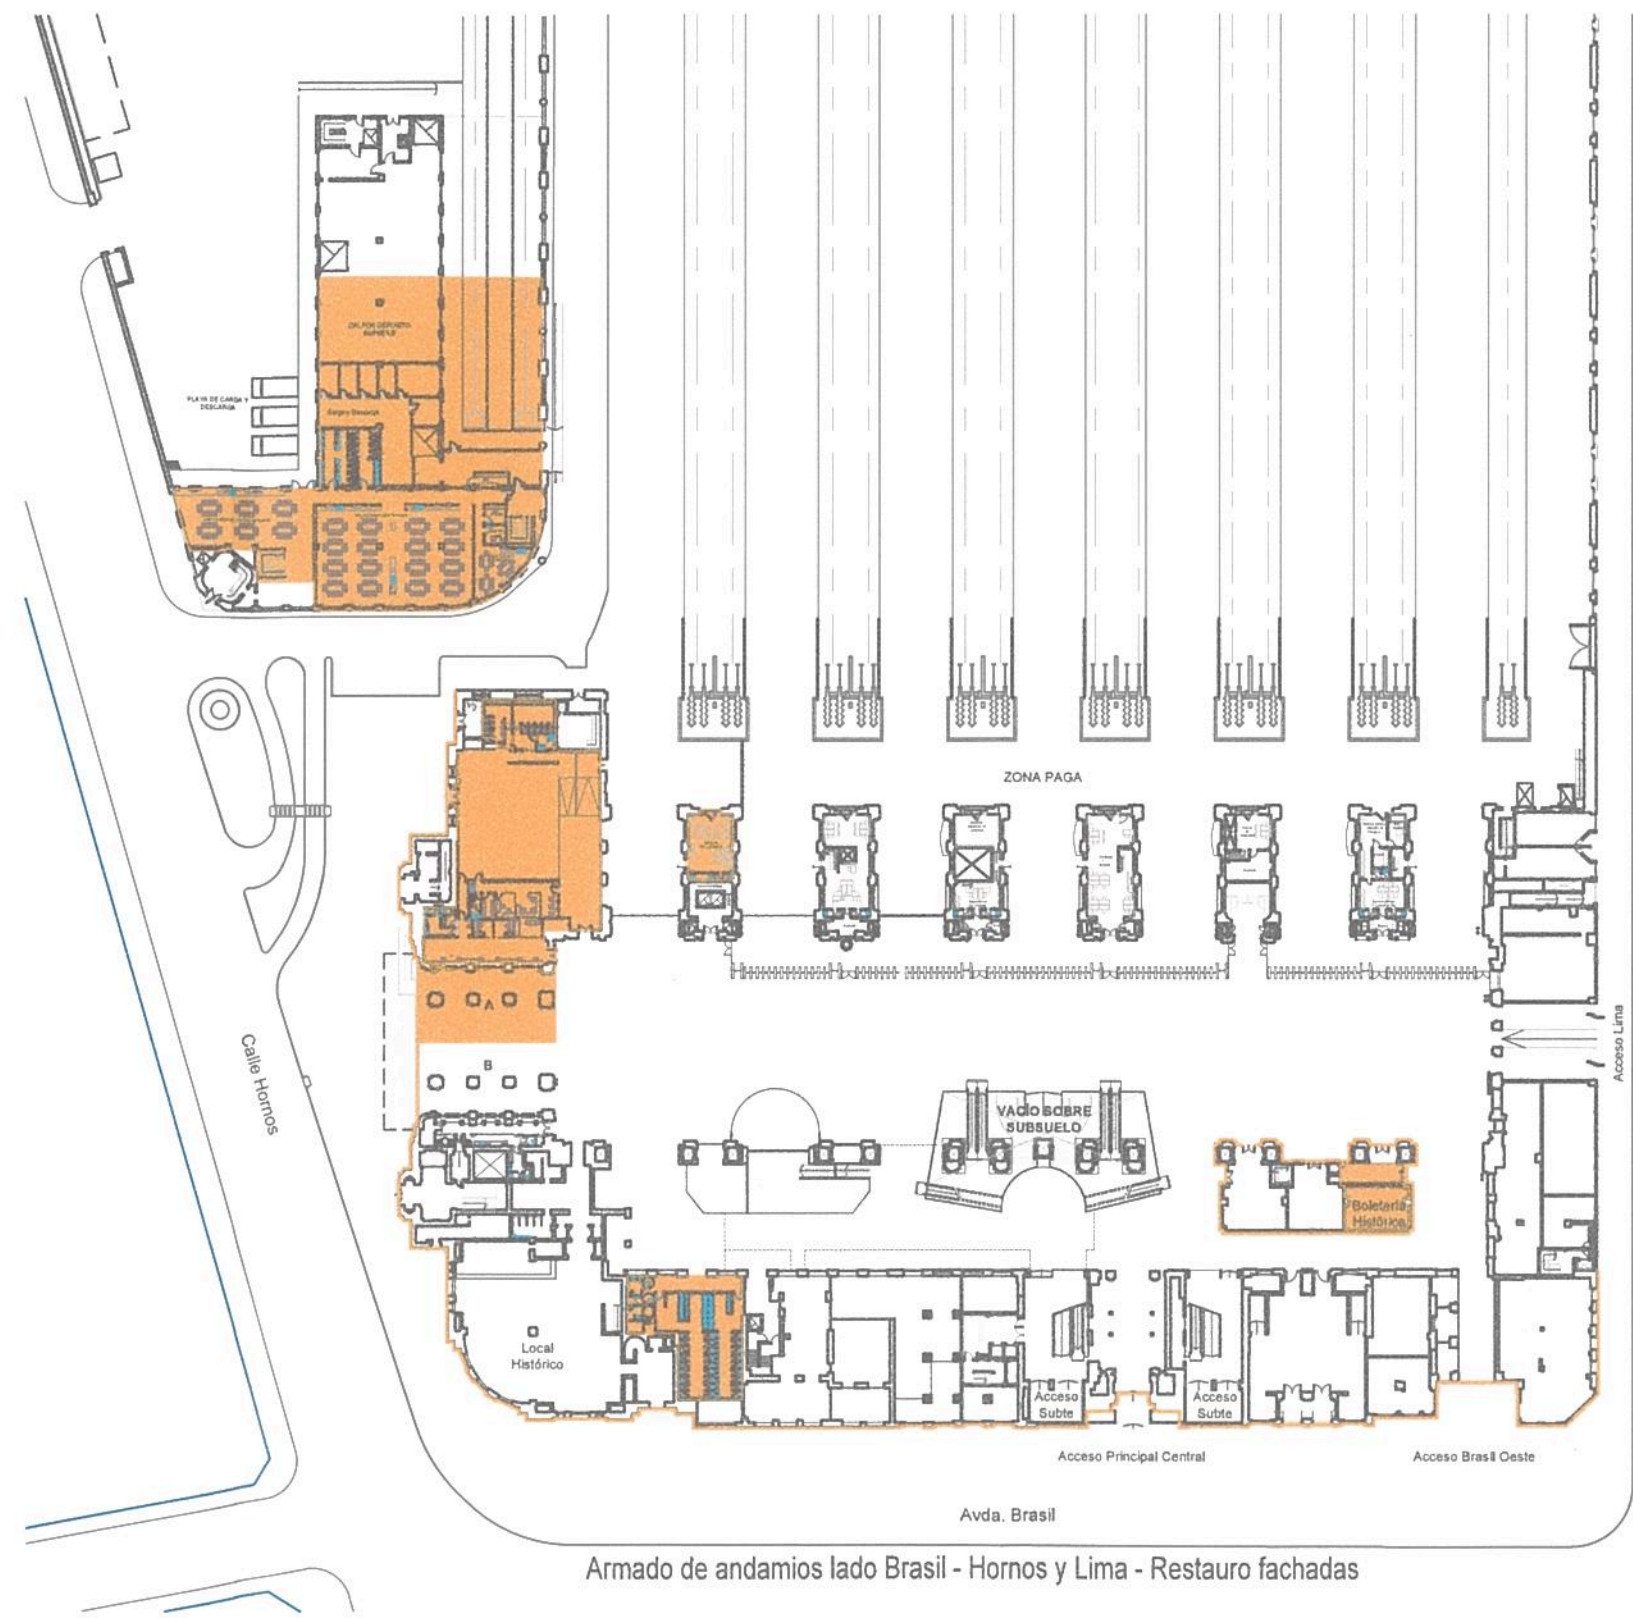 PLAYA DE CARGA Y
DESCARGA
ZONA PAGA
A
B
Calle Hornos
VACÍO SOBRE
SUBSUELO
Acceso Lima
Boletería
Histórica
Local
Histórico
Acceso
Subte
Acceso
Subte
Acceso Principal Central
Acceso Brasil Oeste
Avda. Brasil
Armado de andamios lado Brasil - Hornos y Lima - Restauro fachadas